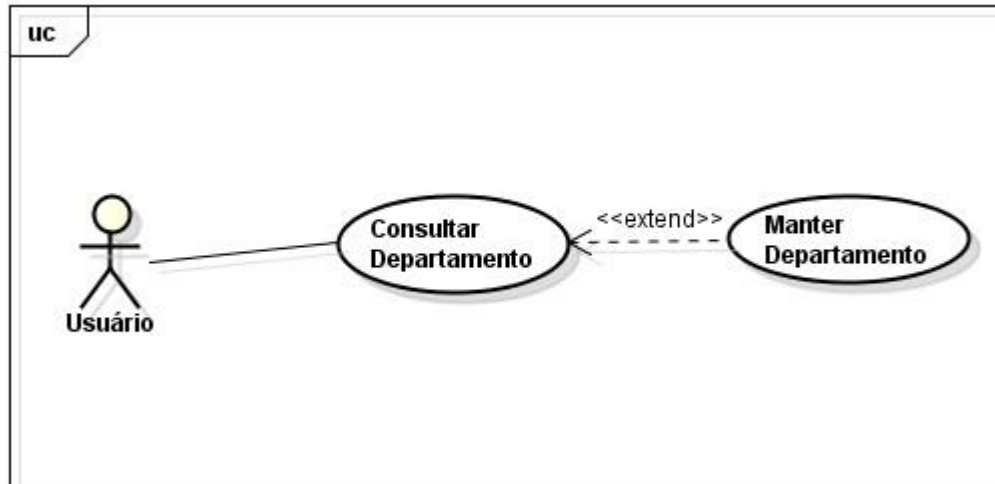 uc
Consultar
Departamento
<<extend>>
Manter
Departamento
Usuário